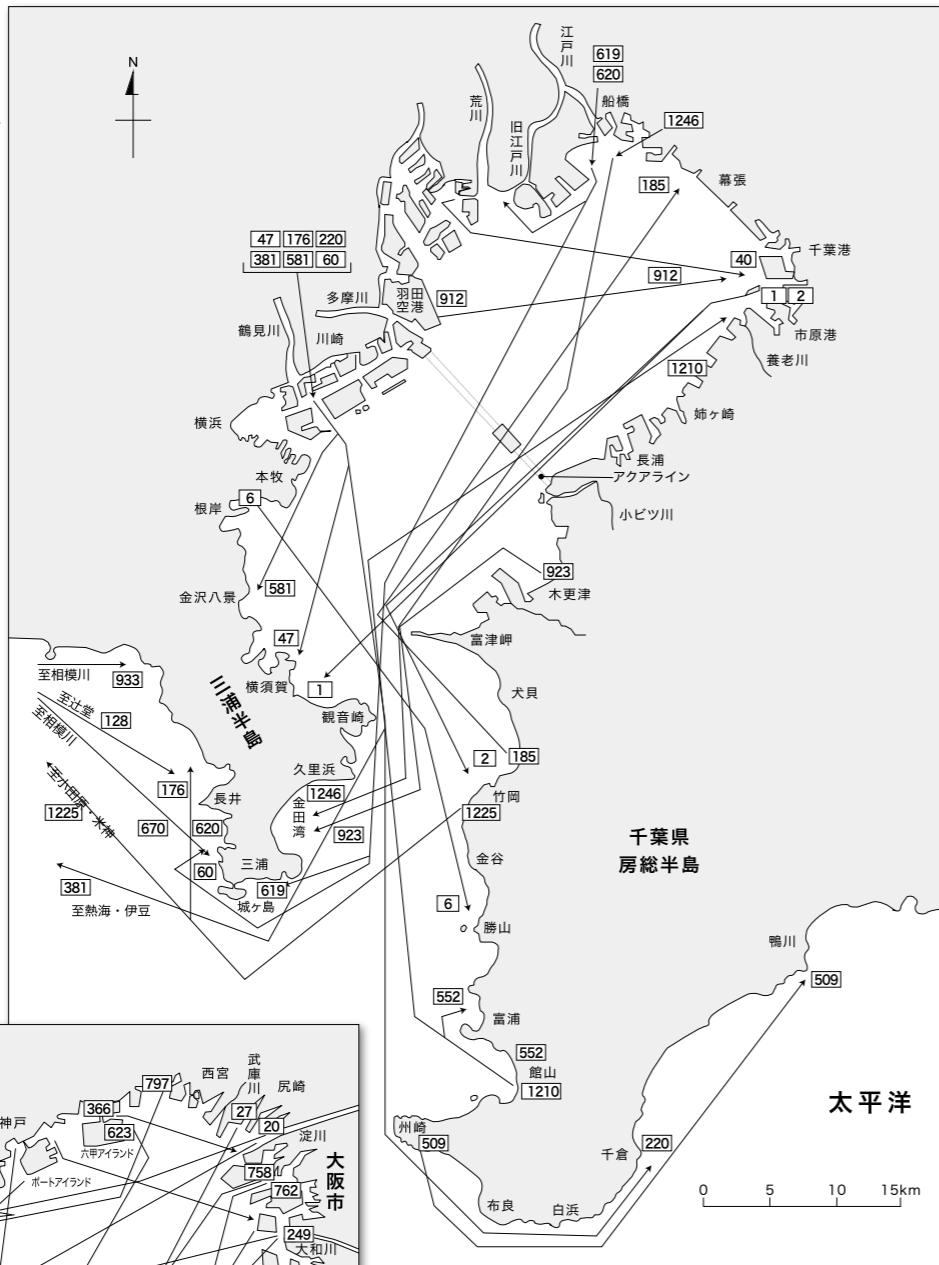 N
江戸川
619
620
荒川
旧江戸川
船橋
1246
185
幕張
47 176 220
381 581 60
多摩川
羽田空港
912
912
40
千葉港
1 2
市原港
養老川
鶴見川
川崎
1210
姉ヶ崎
横浜
長浦
アクアライン
本牧
小ビツ川
6
根岸
923
木更津
金沢八景
581
富津岬
47
横須賀
1
犬貝
至相模川
933
三浦半島
観音崎
至辻堂
128
至相模川
2
185
久里浜
竹岡
176
長井
1246
金田湾
1225
至小田原・米神
1225
670
620
923
千葉県
房総半島
金谷
三浦
60
381
619
城ヶ島
至熱海・伊豆
6
勝山
鴨川
509
552
富浦
552
館山
1210
太平洋
州崎
509
220
千倉
布良
白浜
0 5 10 15km
797
西宮
武庫川
尻崎
神戸
366
27
20
623
六甲アイランド
淀川
ポートアイランド
758
大阪市
762
249
大和川